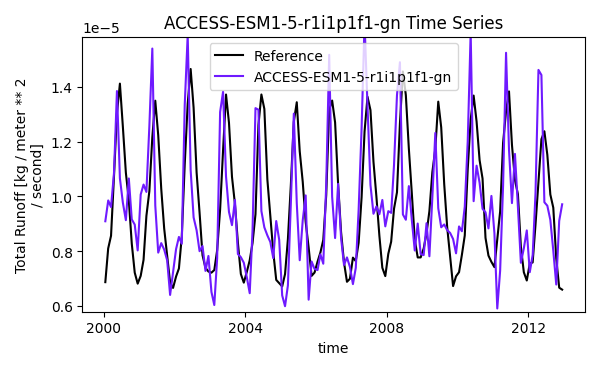 ACCESS-ESM1-5-r1i1p1f1-gn Time Series
1e−5
Reference
ACCESS-ESM1-5-r1i1p1f1-gn
Total Runoff [kg / meter ** 2
/ second]
1.4
1.2
1.0
0.8
0.6
2000
2004
2008
2012
time